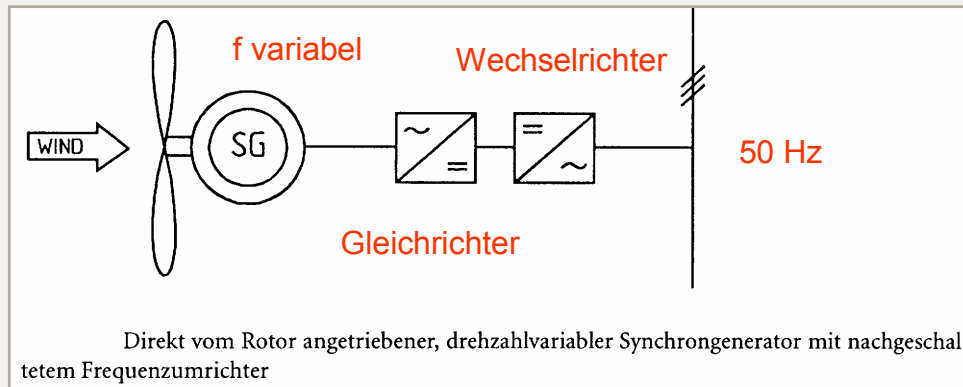 f variabel
Wechselrichter
WIND
SG
~
=
=
~
50 Hz
Gleichrichter
Direkt vom Rotor angetriebener, drehzahlvariabler Synchrongenerator mit nachgeschal
tetem Frequenzumrichter